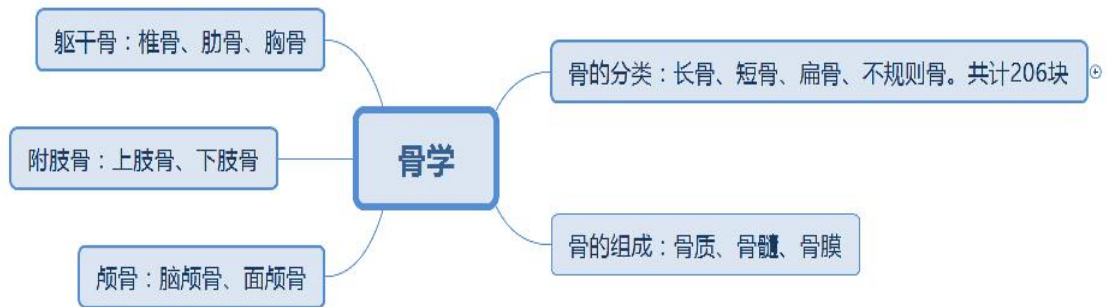 躯干骨：椎骨、肋骨、胸骨
骨的分类：长骨、短骨、扁骨、不规则骨。共计206块
附肢骨：上肢骨、下肢骨
骨学
骨的组成：骨质、骨髓、骨膜
颅骨：脑颅骨、面颅骨